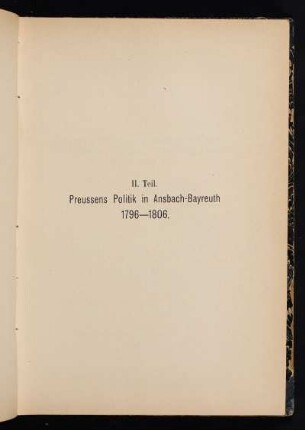 II. Teil.
Preussens Politik in Ansbach-Bayreuth
1796—1806.